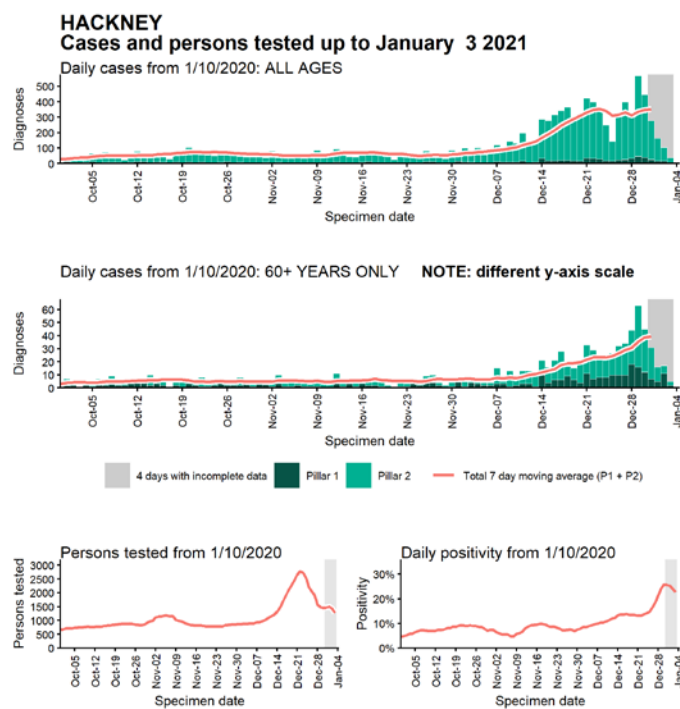 HACKNEY
Cases and persons tested up to January 3 2021
Daily cases from 1/10/2020: ALL AGES
Diagnoses
500
400
300
200
100
0
Oct-05 Oct-12 Oct-19 Oct-26 Nov-02 Nov-09 Nov-16 Nov-23 Nov-30 Dec-07 Dec-14 Dec-21 Dec-28 Jan-04
Specimen date
Daily cases from 1/10/2020: 60+ YEARS ONLY NOTE: different y-axis scale
Diagnoses
60
50
40
30
20
10
0
Oct-05 Oct-12 Oct-19 Oct-26 Nov-02 Nov-09 Nov-16 Nov-23 Nov-30 Dec-07 Dec-14 Dec-21 Dec-28 Jan-04
Specimen date
4 days with incomplete data Pillar 1 Pillar 2 Total 7 day moving average (P1 + P2)
Persons tested from 1/10/2020
Persons tested
3000
2500
2000
1500
1000
500
0
Oct-05 Oct-12 Oct-19 Oct-26 Nov-02 Nov-09 Nov-16 Nov-23 Nov-30 Dec-07 Dec-14 Dec-21 Dec-28 Jan-04
Specimen date
Daily positivity from 1/10/2020
Positivity
30%
20%
10%
0%
Oct-05 Oct-12 Oct-19 Oct-26 Nov-02 Nov-09 Nov-16 Nov-23 Nov-30 Dec-07 Dec-14 Dec-21 Dec-28 Jan-04
Specimen date